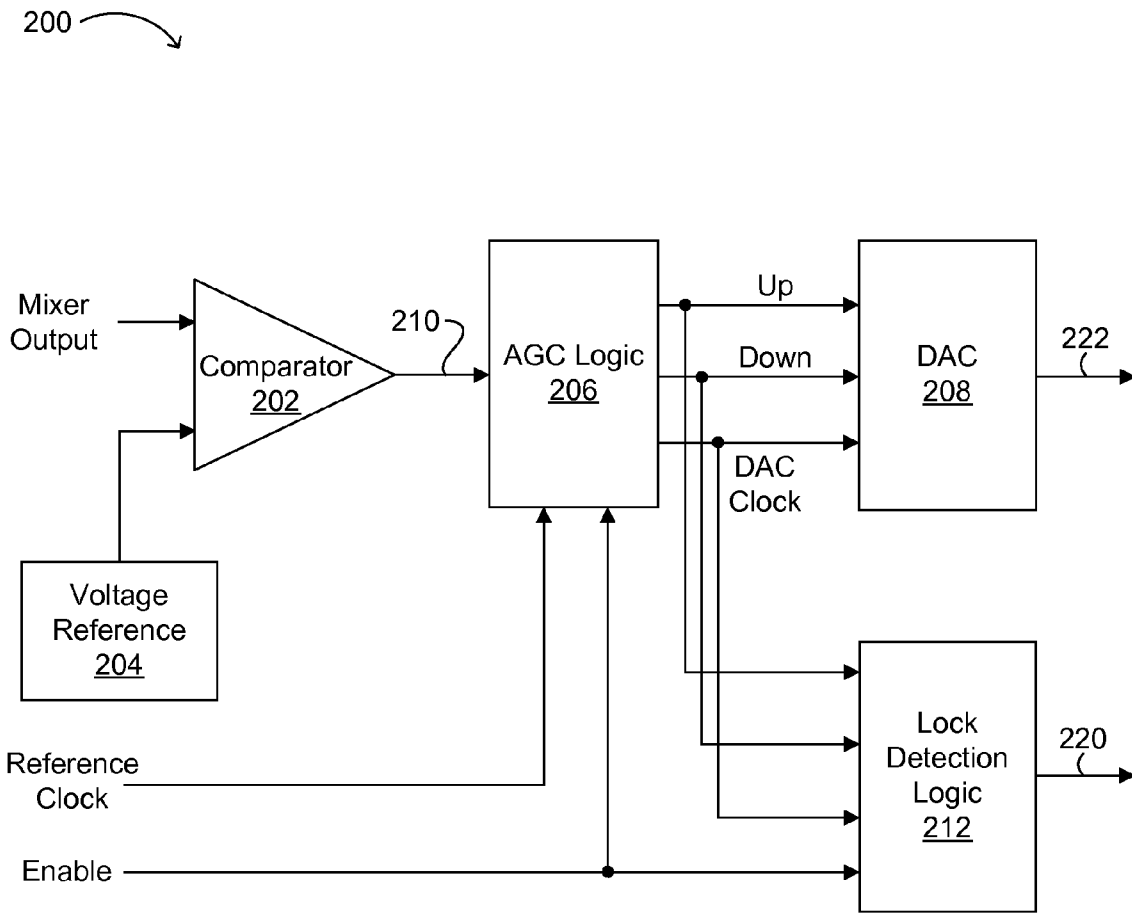 200
Mixer
Output
Comparator
202
210
AGC Logic
206
Up
Down
DAC
Clock
DAC
208
222
Voltage
Reference
204
Reference
Clock
Enable
Lock
Detection
Logic
212
220